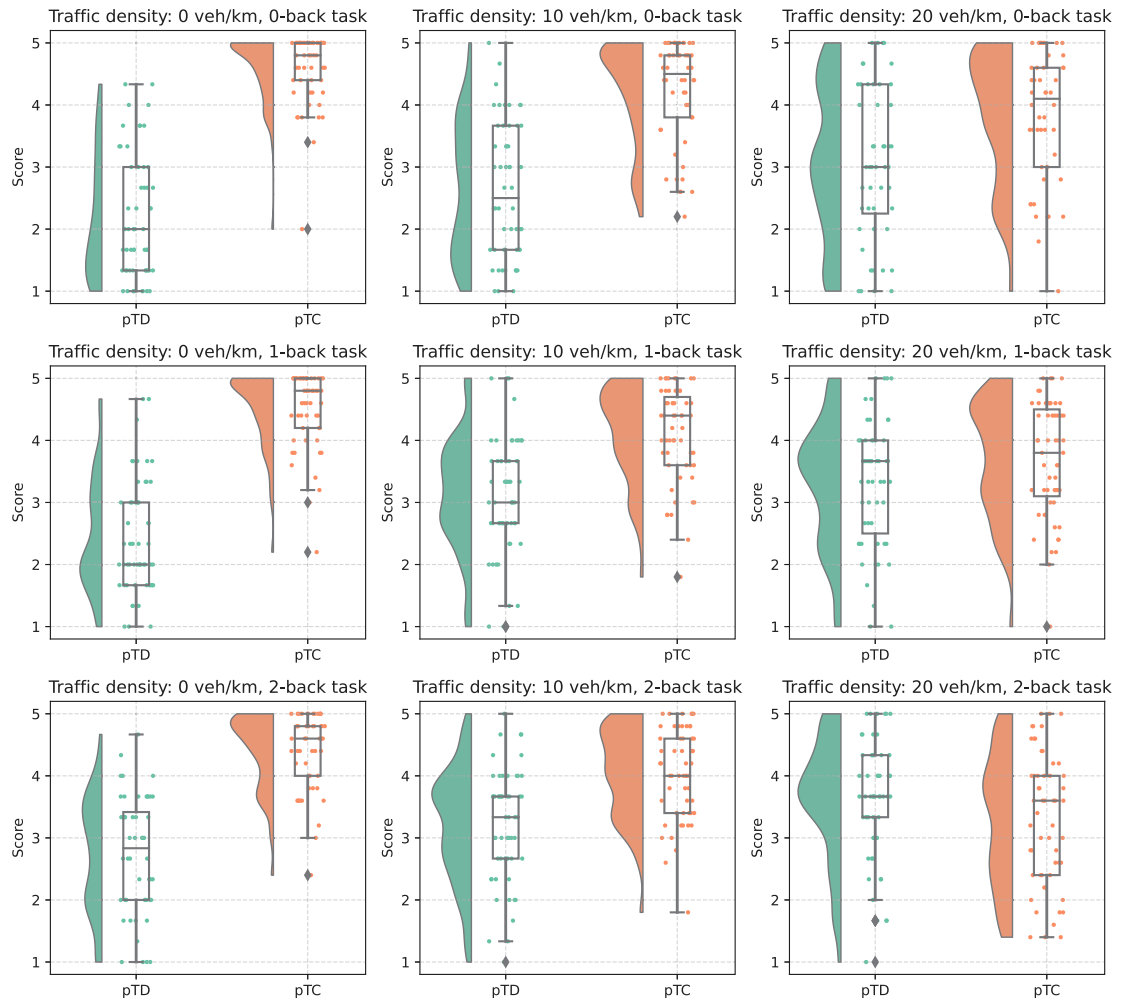 Traffic density: 0 veh/km, 0-back task
Score
5
4
3
2
1
pTD pTC
Traffic density: 10 veh/km, 0-back task
Score
5
4
3
2
1
pTD pTC
Traffic density: 20 veh/km, 0-back task
Score
5
4
3
2
1
pTD pTC
Traffic density: 0 veh/km, 1-back task
Score
5
4
3
2
1
pTD pTC
Traffic density: 10 veh/km, 1-back task
Score
5
4
3
2
1
pTD pTC
Traffic density: 20 veh/km, 1-back task
Score
5
4
3
2
1
pTD pTC
Traffic density: 0 veh/km, 2-back task
Score
5
4
3
2
1
pTD pTC
Traffic density: 10 veh/km, 2-back task
Score
5
4
3
2
1
pTD pTC
Traffic density: 20 veh/km, 2-back task
Score
5
4
3
2
1
pTD pTC